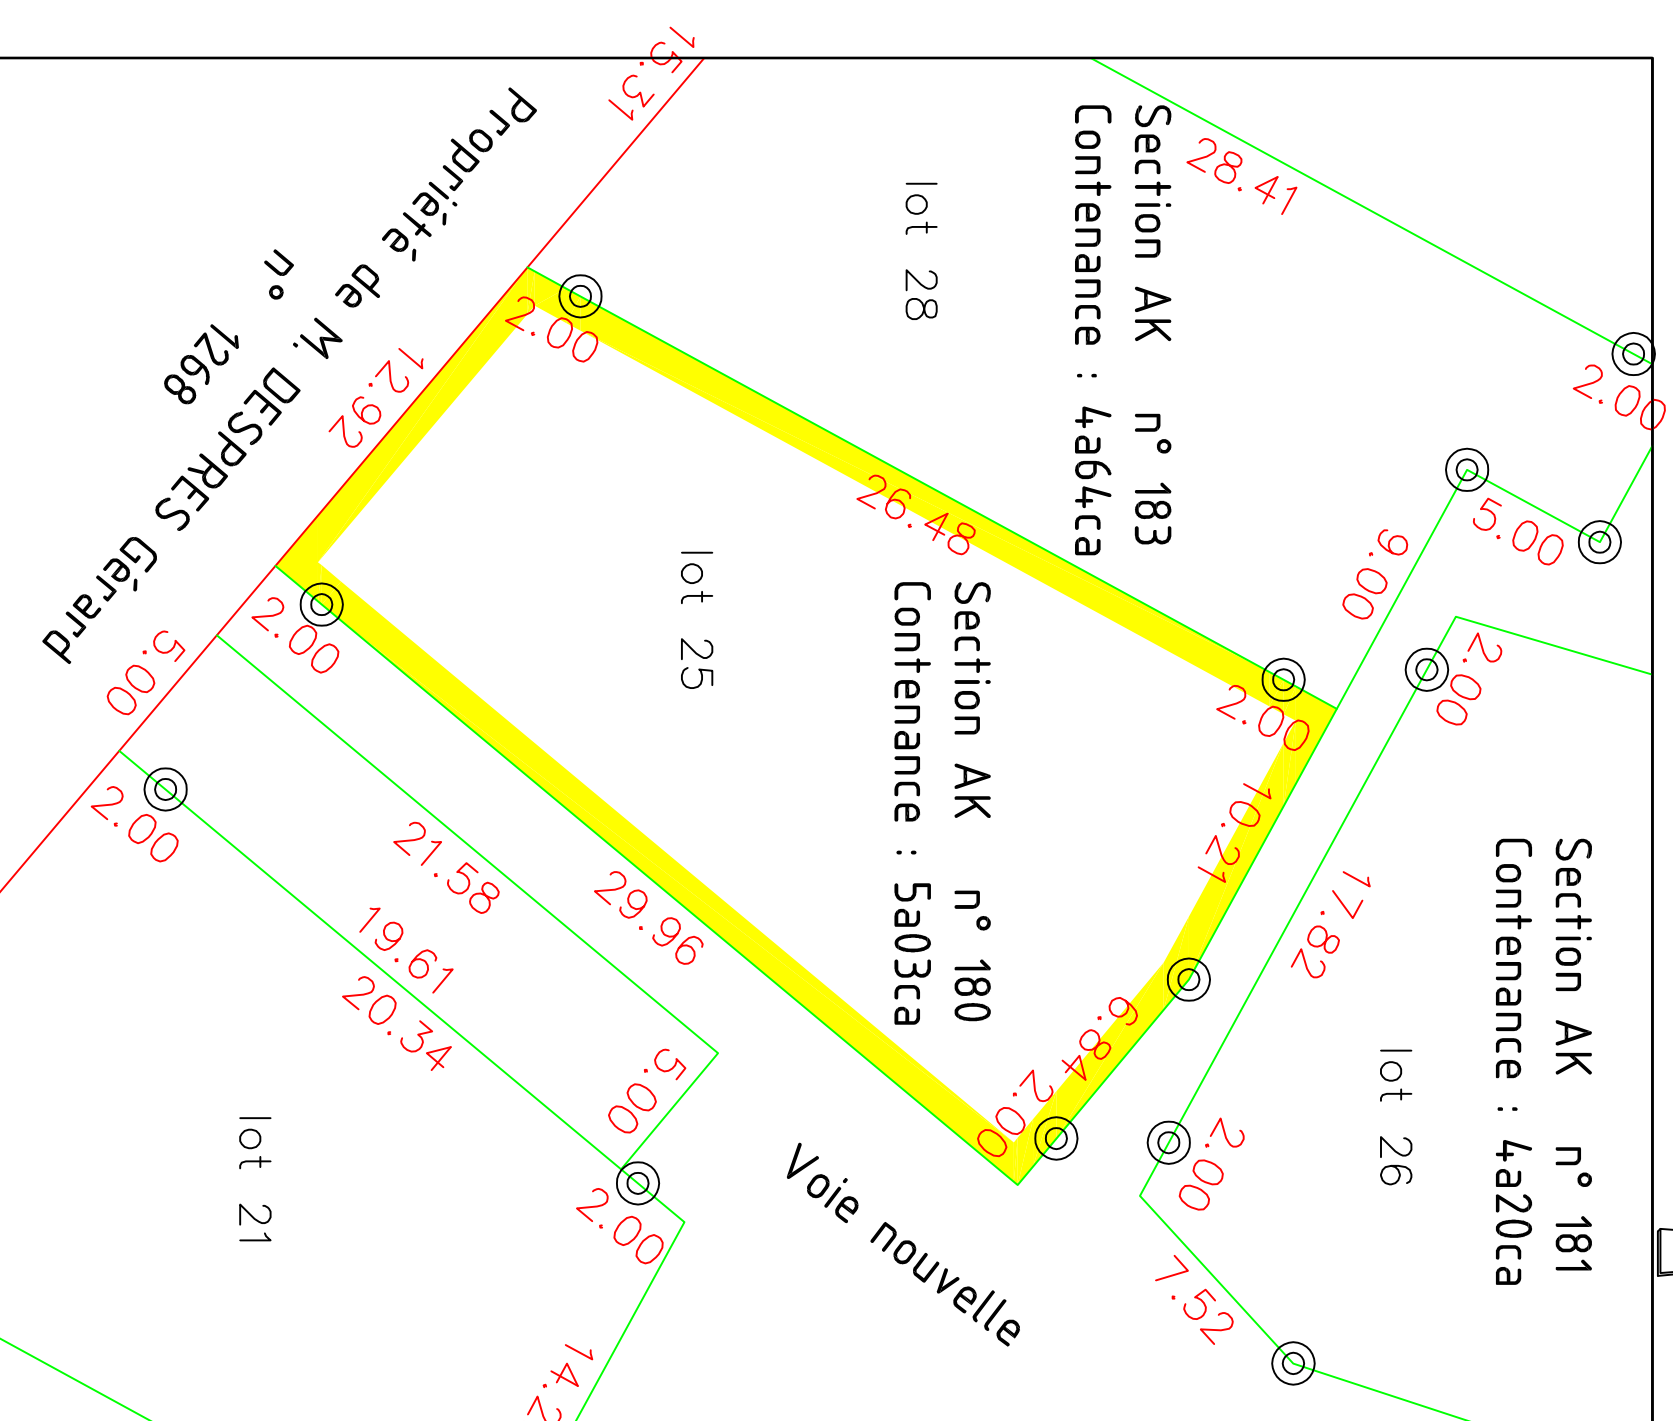 15.31
28.41
2.00
Section AK n° 183
Contenance : 4a64ca
lot 28
Propriété de M. DESPRES Gérard
n° 1268
2.00
12.92
26.48
5.00
9.00
2.00
lot 25
Section AK n° 180
Contenance : 5a03ca
2.00
2.00
5.00
10.21
17.82
Section AK n° 181
Contenance : 4a20ca
lot 26
2.00
21.58
29.96
19.61
20.34
6.84
2.00
5.00
2.00
2.00
lot 21
Voie nouvelle
7.52
14.2